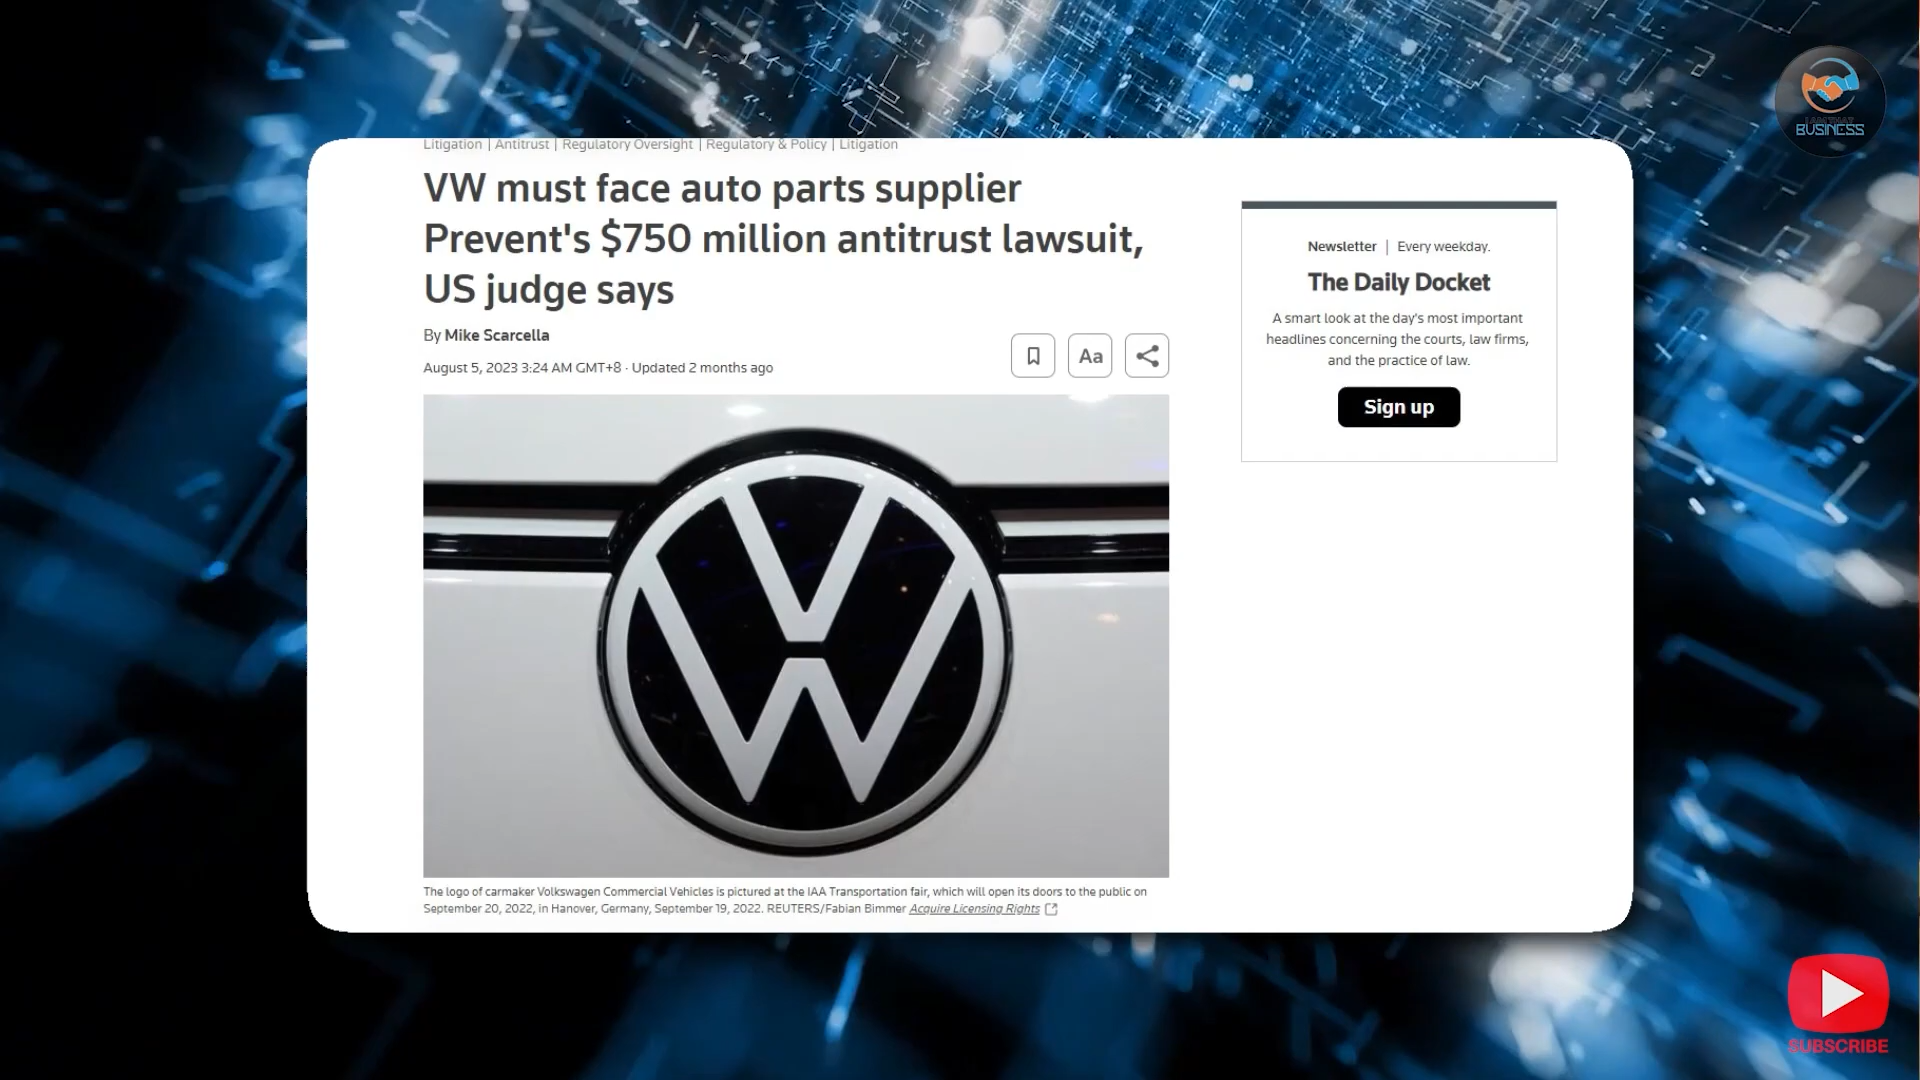 Litigation | Antitrust | Regulatory Oversight | Regulatory & Policy | Litigation
VW must face auto parts supplier
Prevent's $750 million antitrust lawsuit,
US judge says
By Mike Scarcella
August 5, 2023 3:24 AM GMT+8 · Updated 2 months ago
Aa
The logo of carmaker Volkswagen Commercial Vehicles is pictured at the IAA Transportation fair, which will open its doors to the public on
September 20, 2022, in Hanover, Germany, September 19, 2022. REUTERS/Fabian Bimmer Acquire Licensing Rights
Newsletter | Every weekday.
The Daily Docket
A smart look at the day's most important
headlines concerning the courts, law firms,
and the practice of law.
Sign up
BUSINESS
SUBSCRIBE